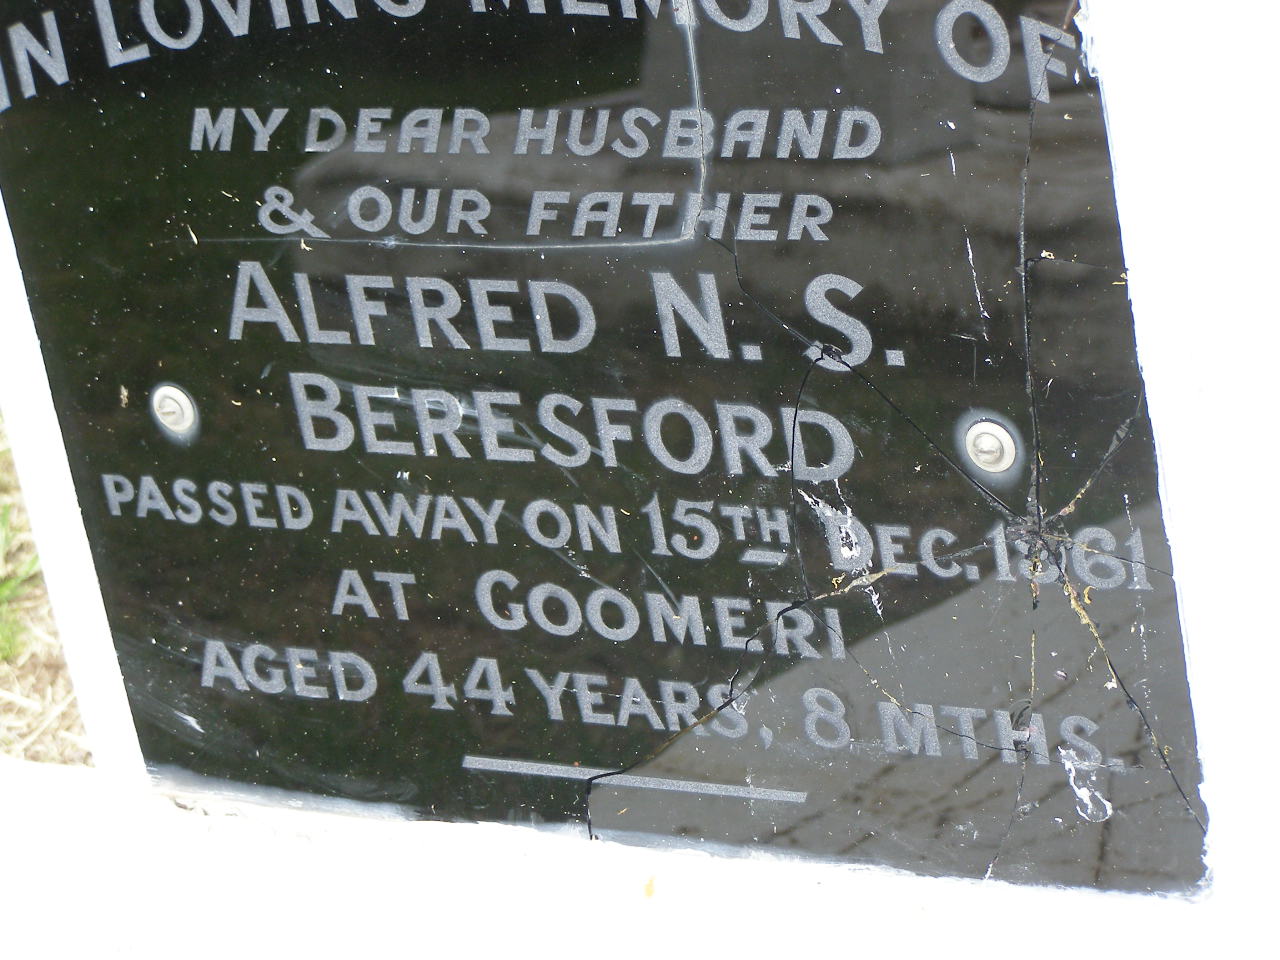 IN LOVING MEMORY OF
MY DEAR HUSBAND
& OUR FATHER
ALFRED N. S.
BERESFORD
PASSED AWAY ON 15TH DEC. 1961
AT GOOMERI
AGED 44 YEARS, 8 MTHS.